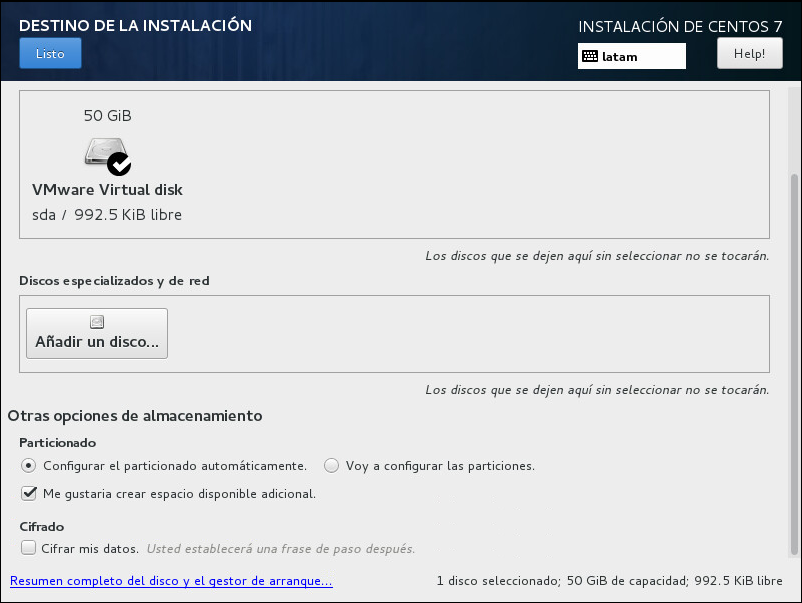 DESTINO DE LA INSTALACIÓN
INSTALACIÓN DE CENTOS 7
Listo
latam
Help!
50 GiB
VMware Virtual disk
sda / 992.5 KiB libre
Los discos que se dejen aquí sin seleccionar no se tocarán.
Discos especializados y de red
Añadir un disco...
Los discos que se dejen aquí sin seleccionar no se tocarán.
Otras opciones de almacenamiento
Particionado
Configurar el particionado automáticamente. Voy a configurar las particiones.
Me gustaria crear espacio disponible adicional.
Cifrado
Cifrar mis datos. Usted establecerá una frase de paso después.
Resumen completo del disco y el gestor de arranque... 1 disco seleccionado; 50 GiB de capacidad; 992.5 KiB libre